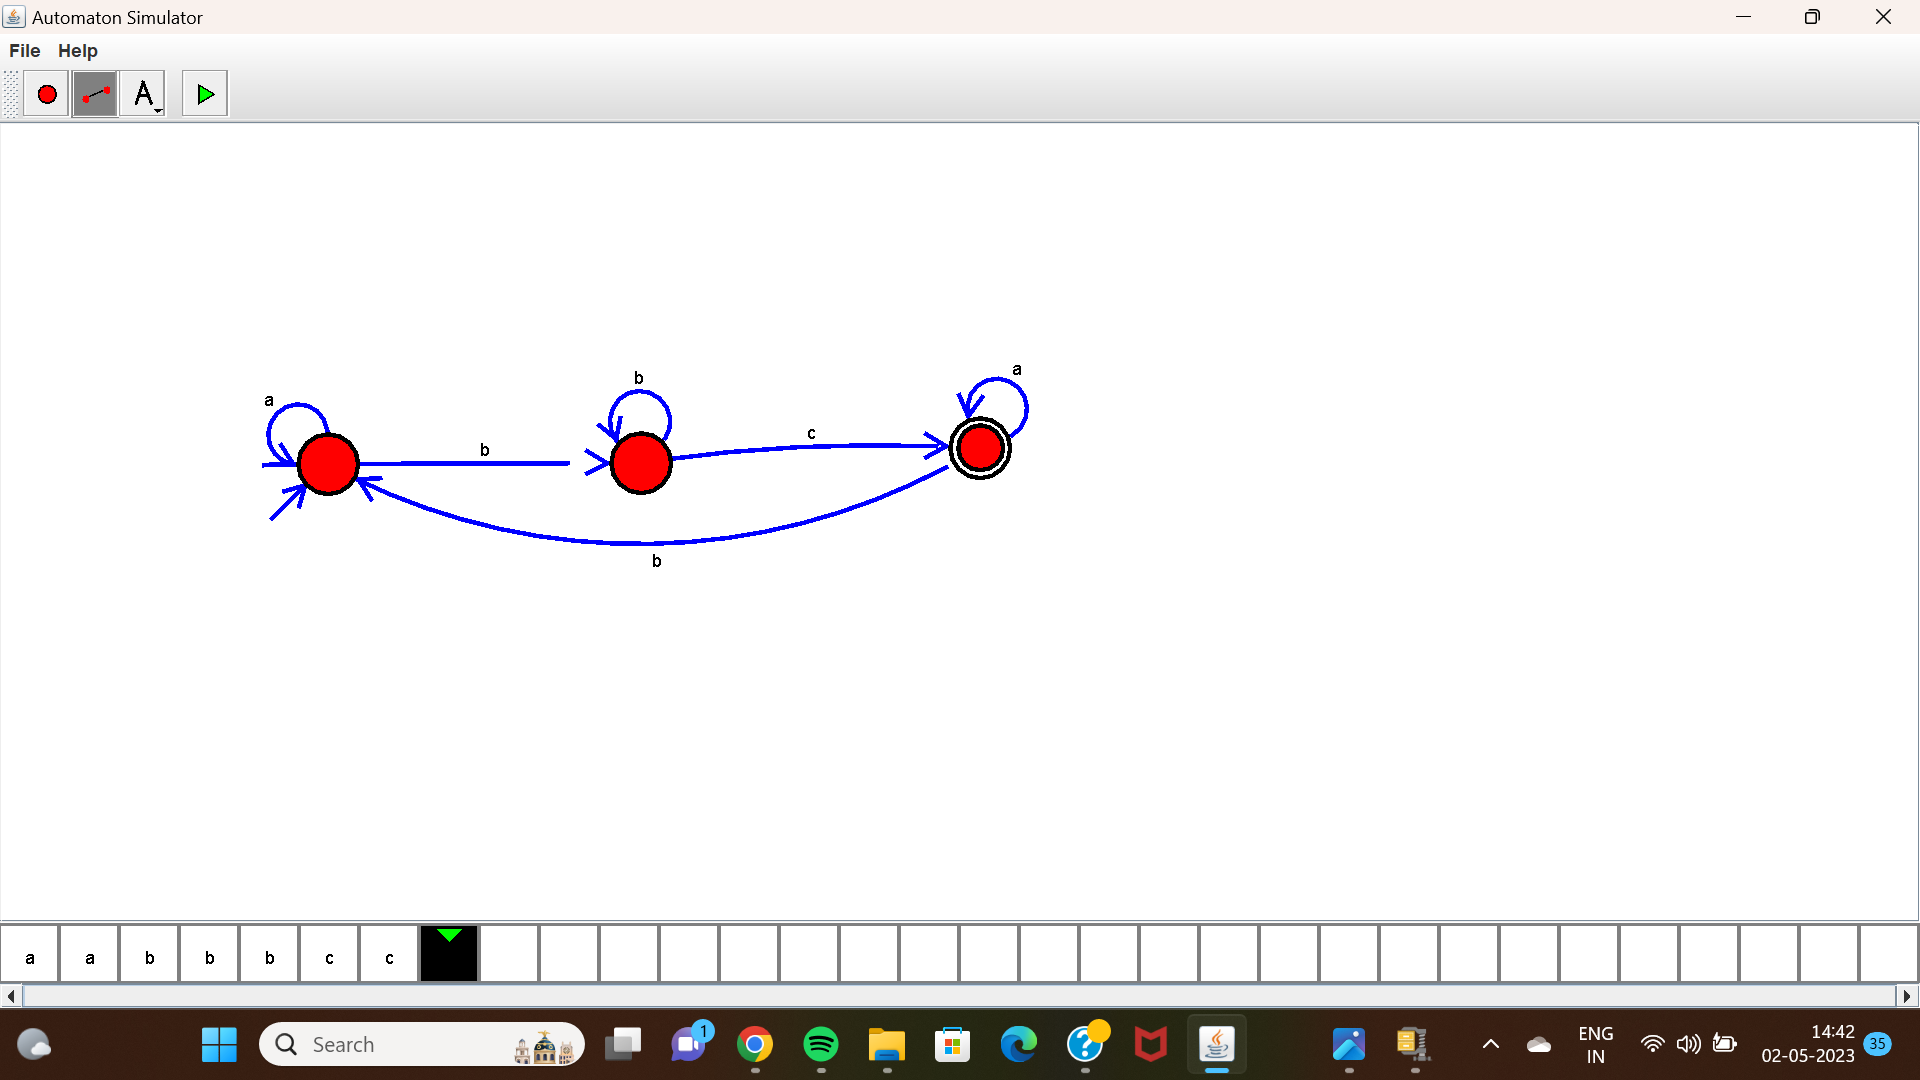 Automaton Simulator
File Help
A
a
b
a
b
c
b
a a b b b c c
1
Search
ENG
IN
14:42
02-05-2023
35